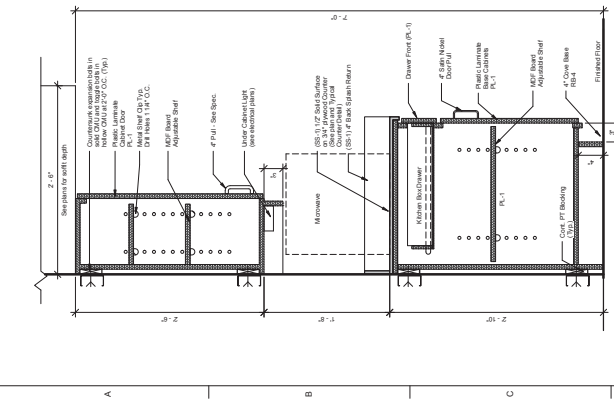 7' - 0"
2' - 6"
See plans for soffit depth
Countersunk expansion bolts in
solid CMU and toggle bolts in
hollow CMU at 2'-0" O.C. (Typ.)
Plastic Laminate
Cabinet Door
PL-1
Metal Shelf Clip Typ.
Drill Holes 1 1/4" O.C.
MDF Board
Adjustable Shelf
4" Pull - See Spec.
Under Cabinet Light
(see electrical plans)
3"
Microwave
(SS-1) 1/2" Solid Surface
on 3/4" plywood Counter
(See plan and Typical
Counter Detail)
(SS-1) 4" Back Splash Return
Drawer Front (PL-1)
4" Satin Nickel
Door Pull
Plastic Laminate
Base Cabinets
PL-1
MDF Board
Adjustable Shelf
4" Cove Base
RB-4
Finished Floor
Kitchen Box Drawer
PL-1
Cont. PT Blocking
(Typ.)
4"
3"
2' - 6"
1' - 8"
2' - 10"
A
B
C